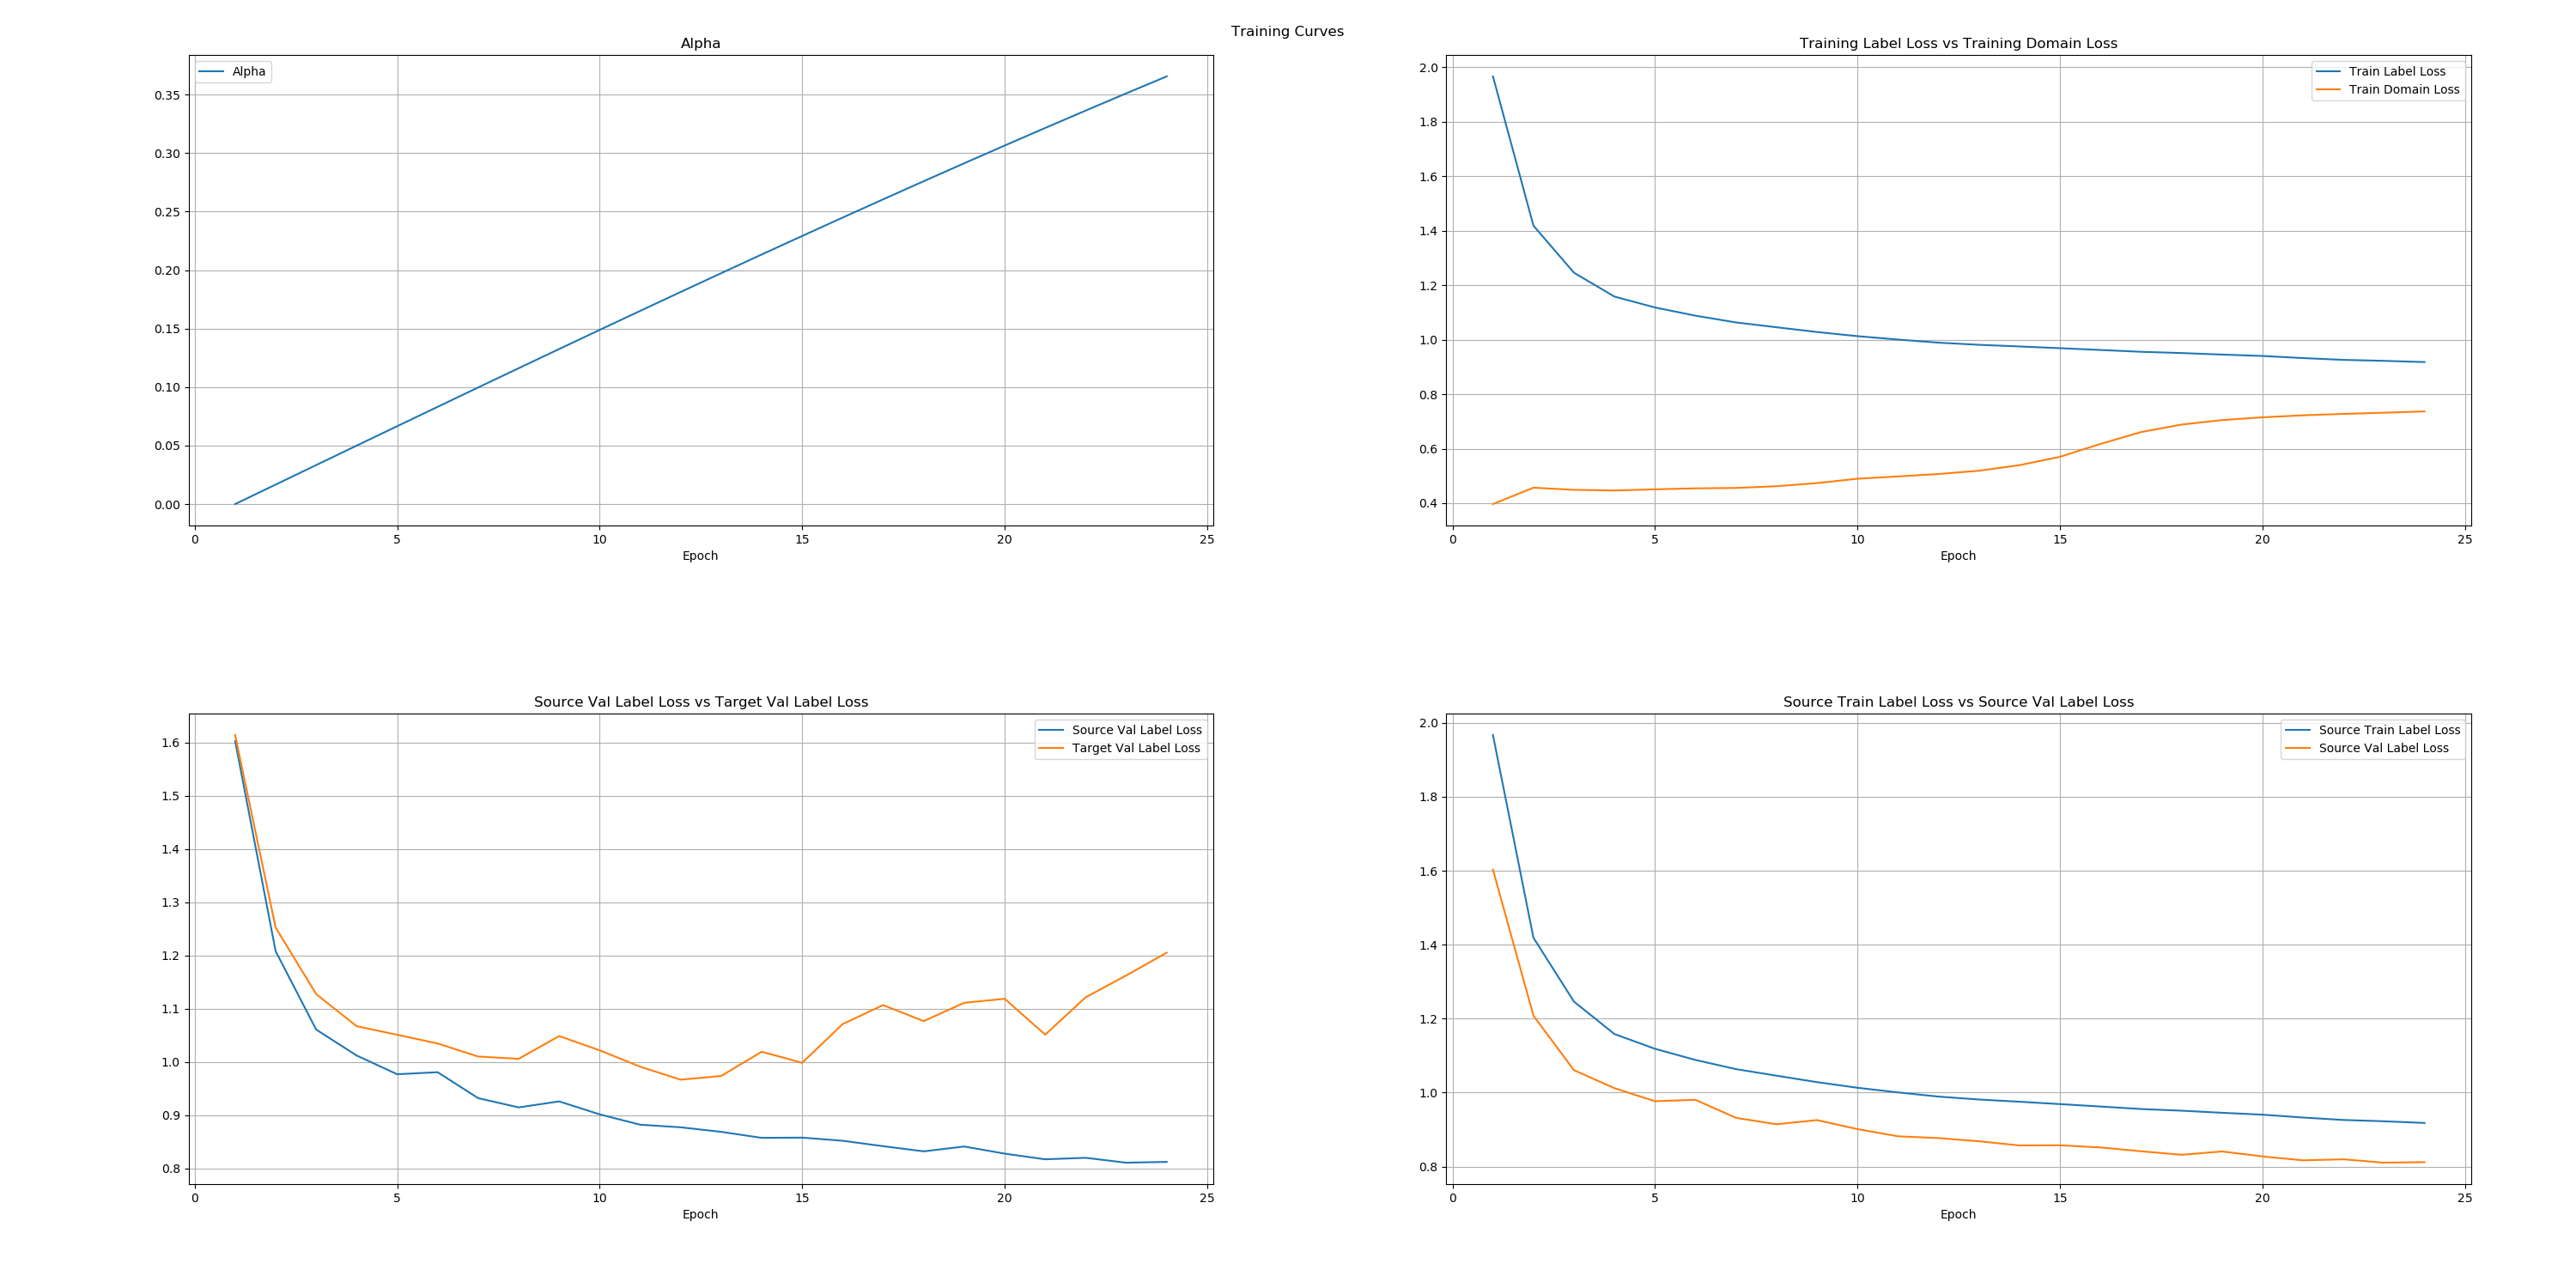 Training Curves
Alpha
Alpha
0.35
0.30
0.25
0.20
0.15
0.10
0.05
0.00
0 5 10 15 20 25
Epoch
Training Label Loss vs Training Domain Loss
Train Label Loss
Train Domain Loss
2.0
1.8
1.6
1.4
1.2
1.0
0.8
0.6
0.4
0 5 10 15 20 25
Epoch
Source Val Label Loss vs Target Val Label Loss
Source Val Label Loss
Target Val Label Loss
1.6
1.5
1.4
1.3
1.2
1.1
1.0
0.9
0.8
0 5 10 15 20 25
Epoch
Source Train Label Loss vs Source Val Label Loss
Source Train Label Loss
Source Val Label Loss
2.0
1.8
1.6
1.4
1.2
1.0
0.8
0 5 10 15 20 25
Epoch